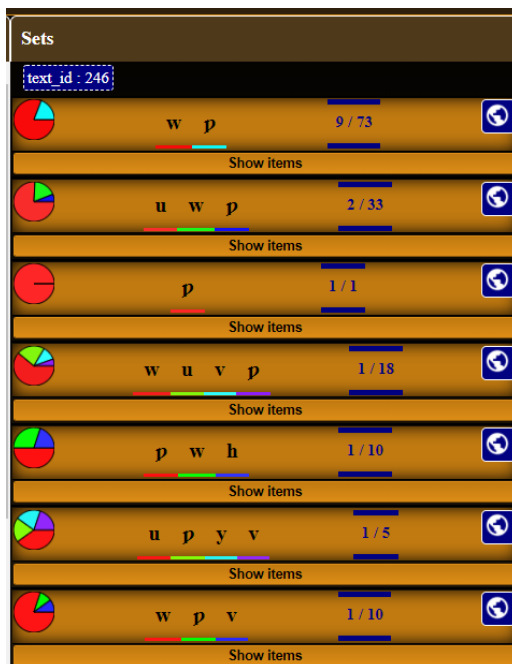 Sets
text_id : 246
w p 9 / 73
Show items
u w p 2 / 33
Show items
p 1 / 1
Show items
w u v p 1 / 18
Show items
p w h 1 / 10
Show items
u p y v 1 / 5
Show items
w p v 1 / 10
Show items